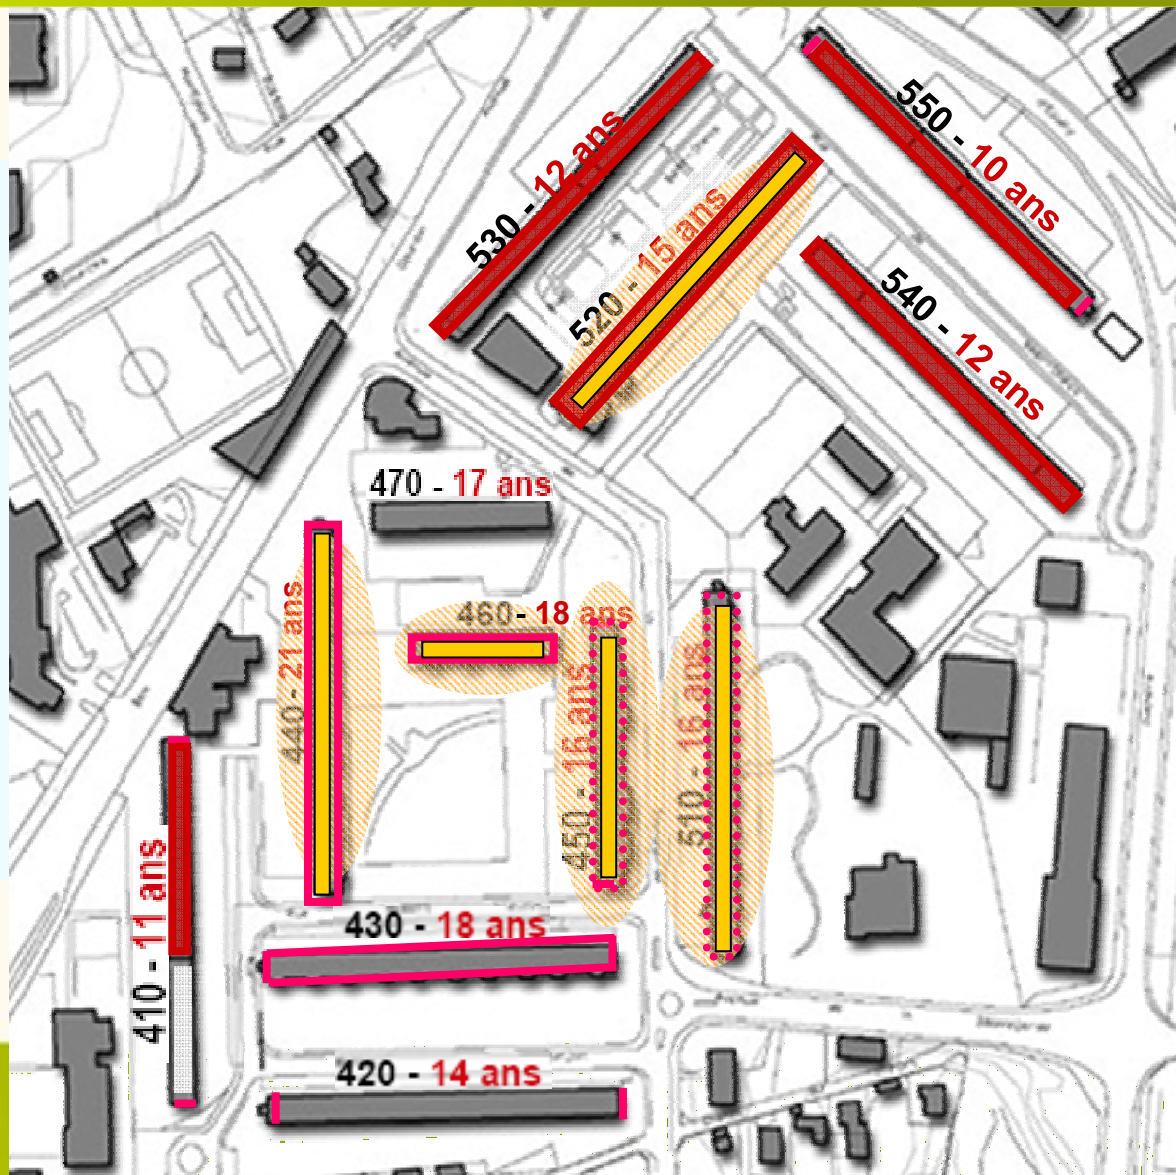 550 - 10 ans
530 - 12 ans
520 - 15 ans
540 - 12 ans
470 - 17 ans
440 - 21 ans
460 - 18 ans
450 - 16 ans
510 - 16 ans
410 - 11 ans
430 - 18 ans
420 - 14 ans